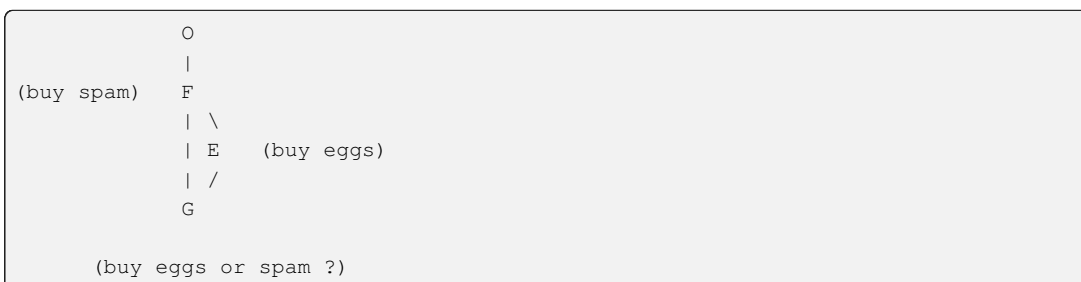 O
|
(buy spam) F
| \
| E (buy eggs)
| /
G
(buy eggs or spam ?)